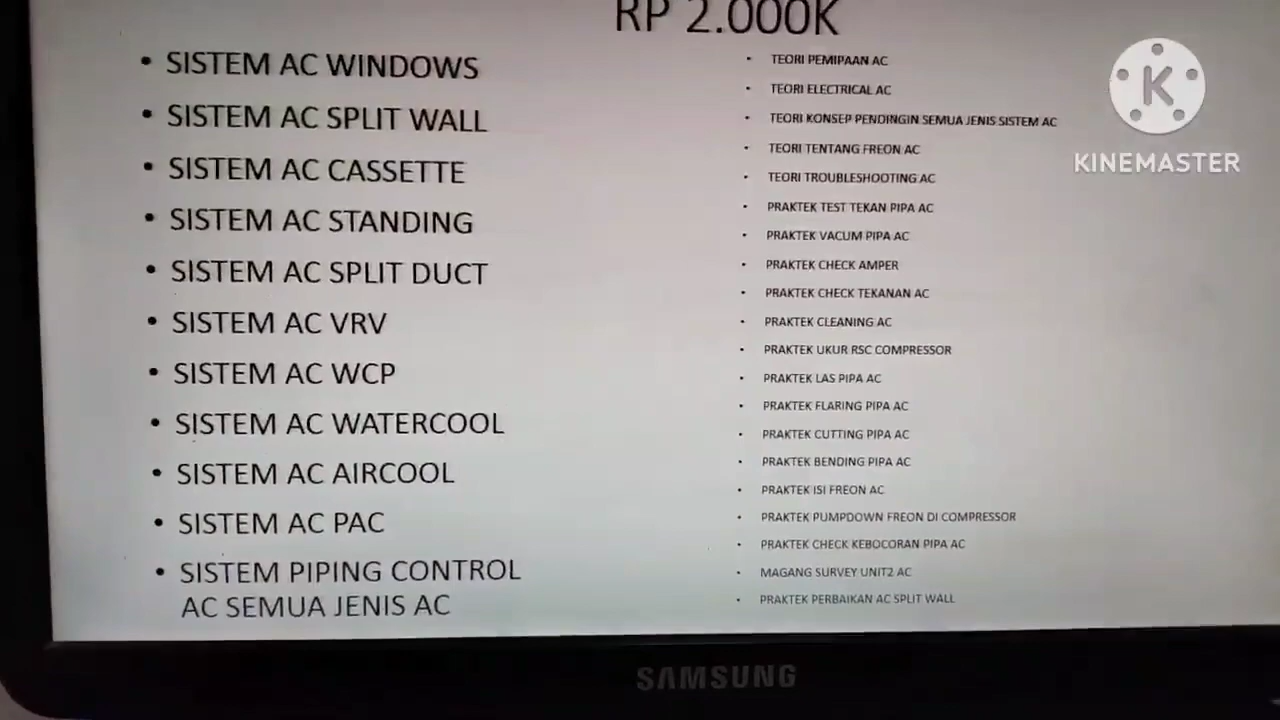 RP 2.000K
• SISTEM AC WINDOWS
• SISTEM AC SPLIT WALL
• SISTEM AC CASSETTE
• SISTEM AC STANDING
• SISTEM AC SPLIT DUCT
• SISTEM AC VRV
• SISTEM AC WCP
• SISTEM AC WATERCOOL
• SISTEM AC AIRCOOL
• SISTEM AC PAC
• SISTEM PIPING CONTROL
AC SEMUA JENIS AC
• TEORI PEMIPAAN AC
• TEORI ELECTRICAL AC
• TEORI KONSEP PENDINGIN SEMUA JENIS SISTEM AC
• TEORI TENTANG FREON AC
• TEORI TROUBLESHOOTING AC
• PRAKTEK TEST TEKAN PIPA AC
• PRAKTEK VACUM PIPA AC
• PRAKTEK CHECK AMPER
• PRAKTEK CHECK TEKANAN AC
• PRAKTEK CLEANING AC
• PRAKTEK UKUR RSC COMPRESSOR
• PRAKTEK LAS PIPA AC
• PRAKTEK FLARING PIPA AC
• PRAKTEK CUTTING PIPA AC
• PRAKTEK BENDING PIPA AC
• PRAKTEK ISI FREON AC
• PRAKTEK PUMPDOWN FREON DI COMPRESSOR
• PRAKTEK CHECK KEBOCORAN PIPA AC
• MAGANG SURVEY UNIT2 AC
• PRAKTEK PERBAIKAN AC SPLIT WALL
K
KINEMASTER
SAMSUNG